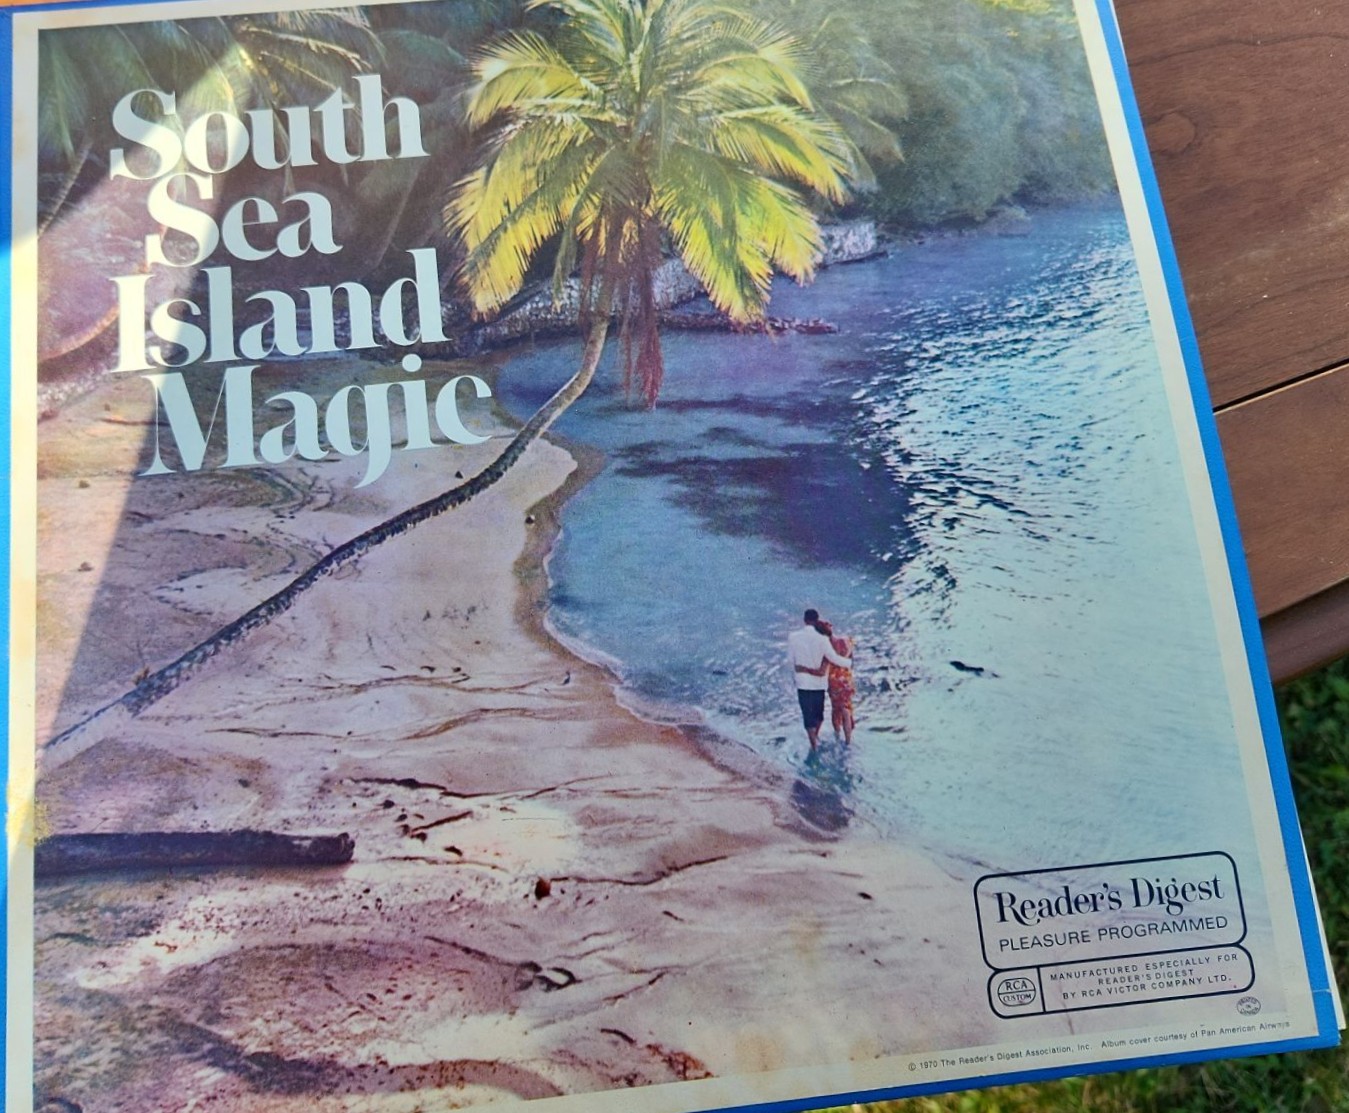 South
Sea
Island
Magic
Reader's Digest
PLEASURE PROGRAMMED
RCA
CUSTOM
MANUFACTURED ESPECIALLY FOR
READER'S DIGEST
BY RCA VICTOR COMPANY LTD.
© 1970 The Reader's Digest Association, Inc. Album cover courtesy of Pan American Airways